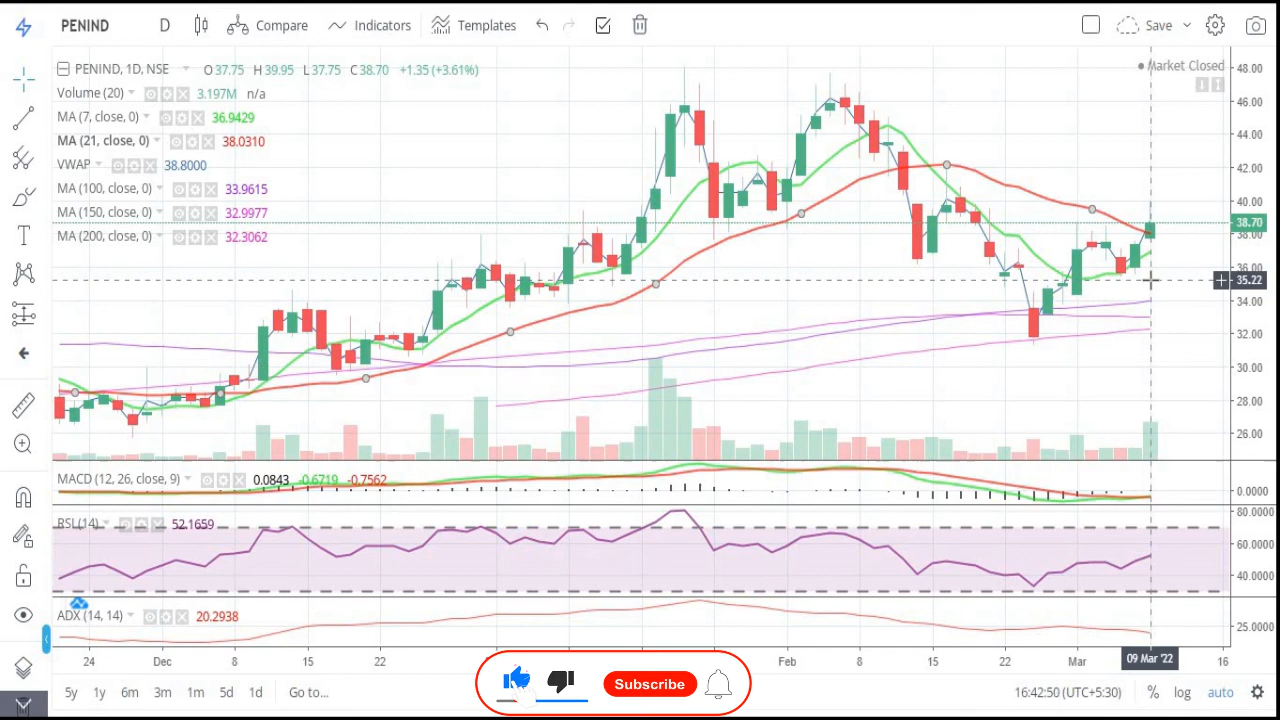 PENIND D Compare Indicators Templates Save
PENIND, 1D, NSE O37.75 H39.95 L37.75 C38.70 +1.35 (+3.61%)
Market Closed
Volume (20) 3.197M n/a
MA (7, close, 0) 36.9429
MA (21, close, 0) 38.0310
VWAP 38.8000
MA (100, close, 0) 33.9615
MA (150, close, 0) 32.9977
MA (200, close, 0) 32.3062
48.00
46.00
44.00
42.00
40.00
38.70
38.00
36.00
35.22
34.00
32.00
30.00
28.00
26.00
MACD (12, 26, close, 9) 0.0843 -0.6719 -0.7562
0.0000
RSI (14) 52.1659
80.0000
60.0000
40.0000
ADX (14, 14) 20.2938
25.0000
24 Dec 8 15 22 Feb 8 15 22 Mar 09 Mar '22 16
Subscribe
5y 1y 6m 3m 1m 5d 1d Go to... 16:42:50 (UTC+5:30) % log auto